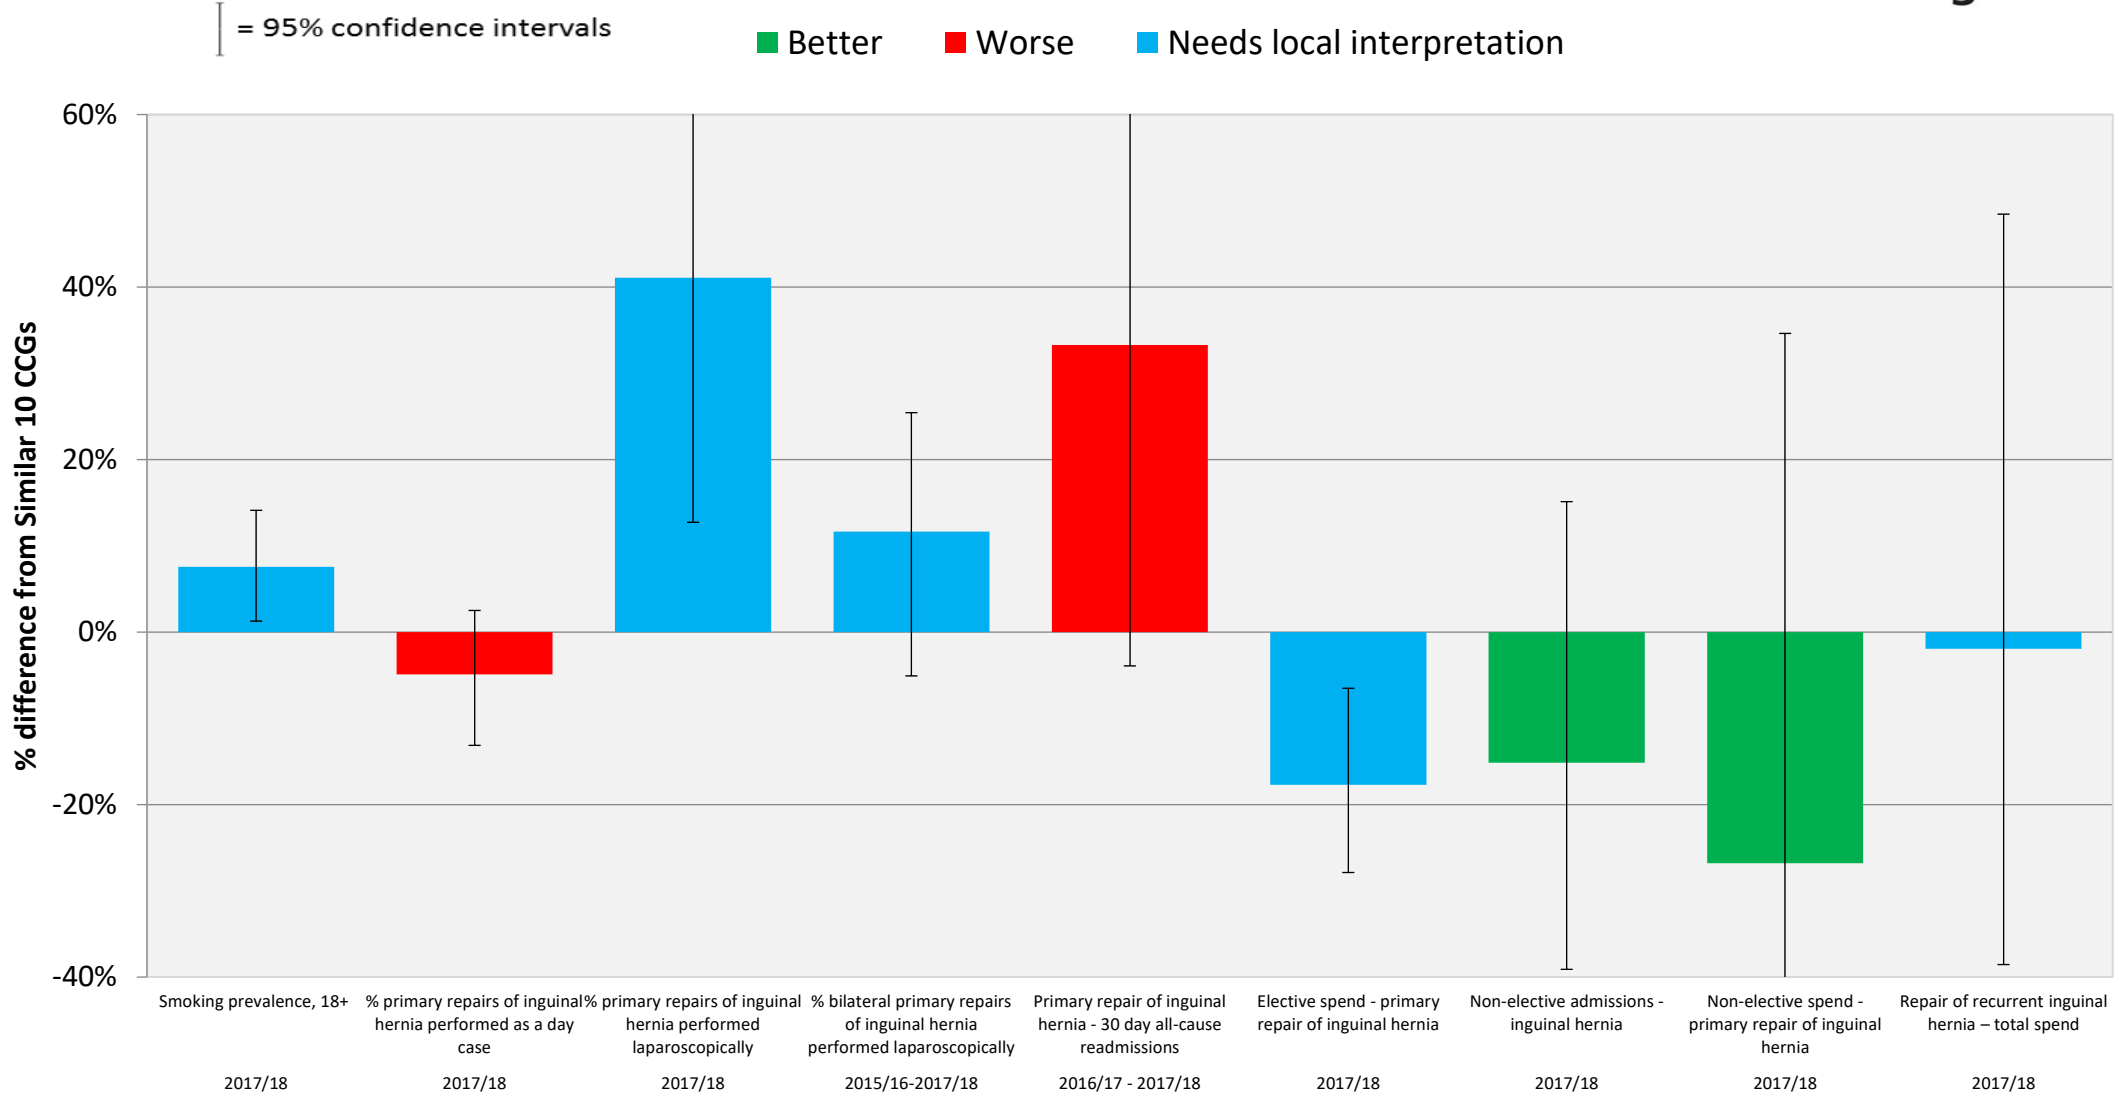 = 95% confidence intervals
Better Worse Needs local interpretation
60%
40%
20%
0%
-20%
-40%
% difference from Similar 10 CCGs
Smoking prevalence, 18+
2017/18
% primary repairs of inguinal
hernia performed as a day
case
2017/18
% primary repairs of inguinal
hernia performed
laparoscopically
2017/18
% bilateral primary repairs
of inguinal hernia
performed laparoscopically
2015/16-2017/18
Primary repair of inguinal
hernia - 30 day all-cause
readmissions
2016/17 - 2017/18
Elective spend - primary
repair of inguinal hernia
2017/18
Non-elective admissions -
inguinal hernia
2017/18
Non-elective spend -
primary repair of inguinal
hernia
2017/18
Repair of recurrent inguinal
hernia – total spend
2017/18